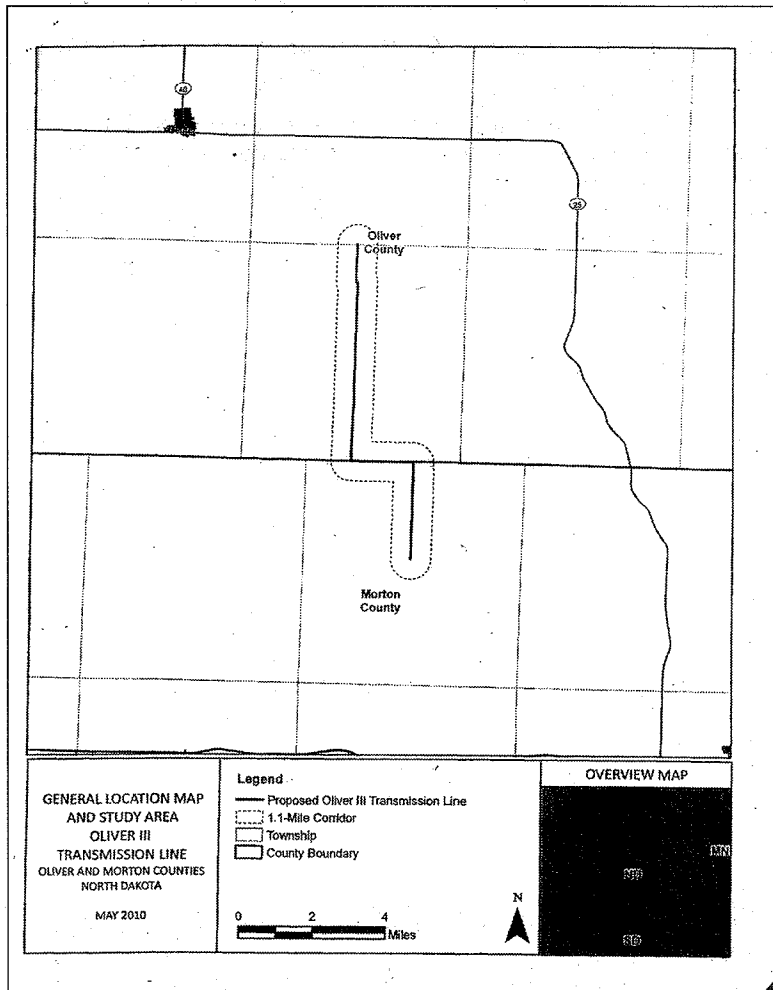 48
25
Oliver
County
Morton
County
GENERAL LOCATION MAP
AND STUDY AREA
OLIVER III
TRANSMISSION LINE
OLIVER AND MORTON COUNTIES
NORTH DAKOTA
MAY 2010
Legend
Proposed Oliver III Transmission Line
1.1-Mile Corridor
Township
County Boundary
0 2 4
Miles
N
OVERVIEW MAP
MN
ND
SD